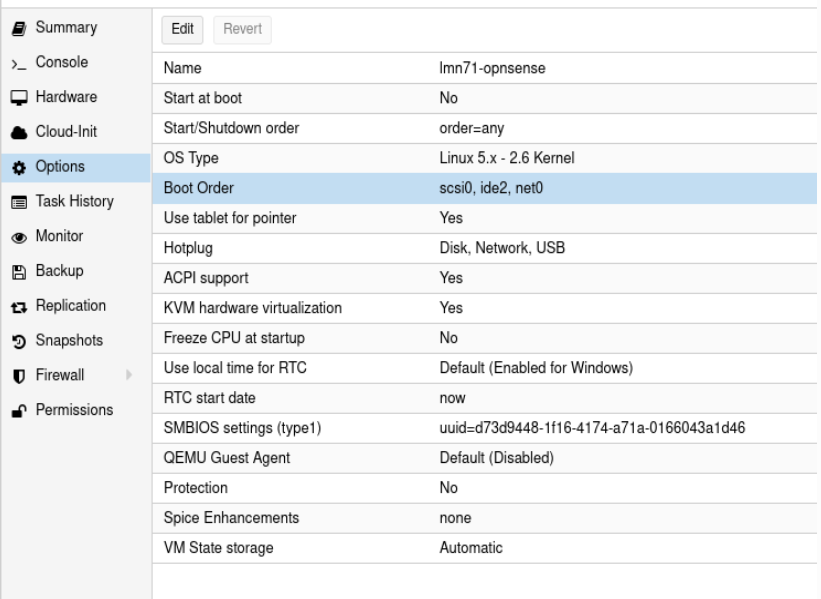 Summary
Console
Hardware
Cloud-Init
Options
Task History
Monitor
Backup
Replication
Snapshots
Firewall
Permissions
Edit Revert
Name lmn71-opnsense
Start at boot No
Start/Shutdown order order=any
OS Type Linux 5.x - 2.6 Kernel
Boot Order scsi0, ide2, net0
Use tablet for pointer Yes
Hotplug Disk, Network, USB
ACPI support Yes
KVM hardware virtualization Yes
Freeze CPU at startup No
Use local time for RTC Default (Enabled for Windows)
RTC start date now
SMBIOS settings (type1) uuid=d73d9448-1f16-4174-a71a-0166043a1d46
QEMU Guest Agent Default (Disabled)
Protection No
Spice Enhancements none
VM State storage Automatic